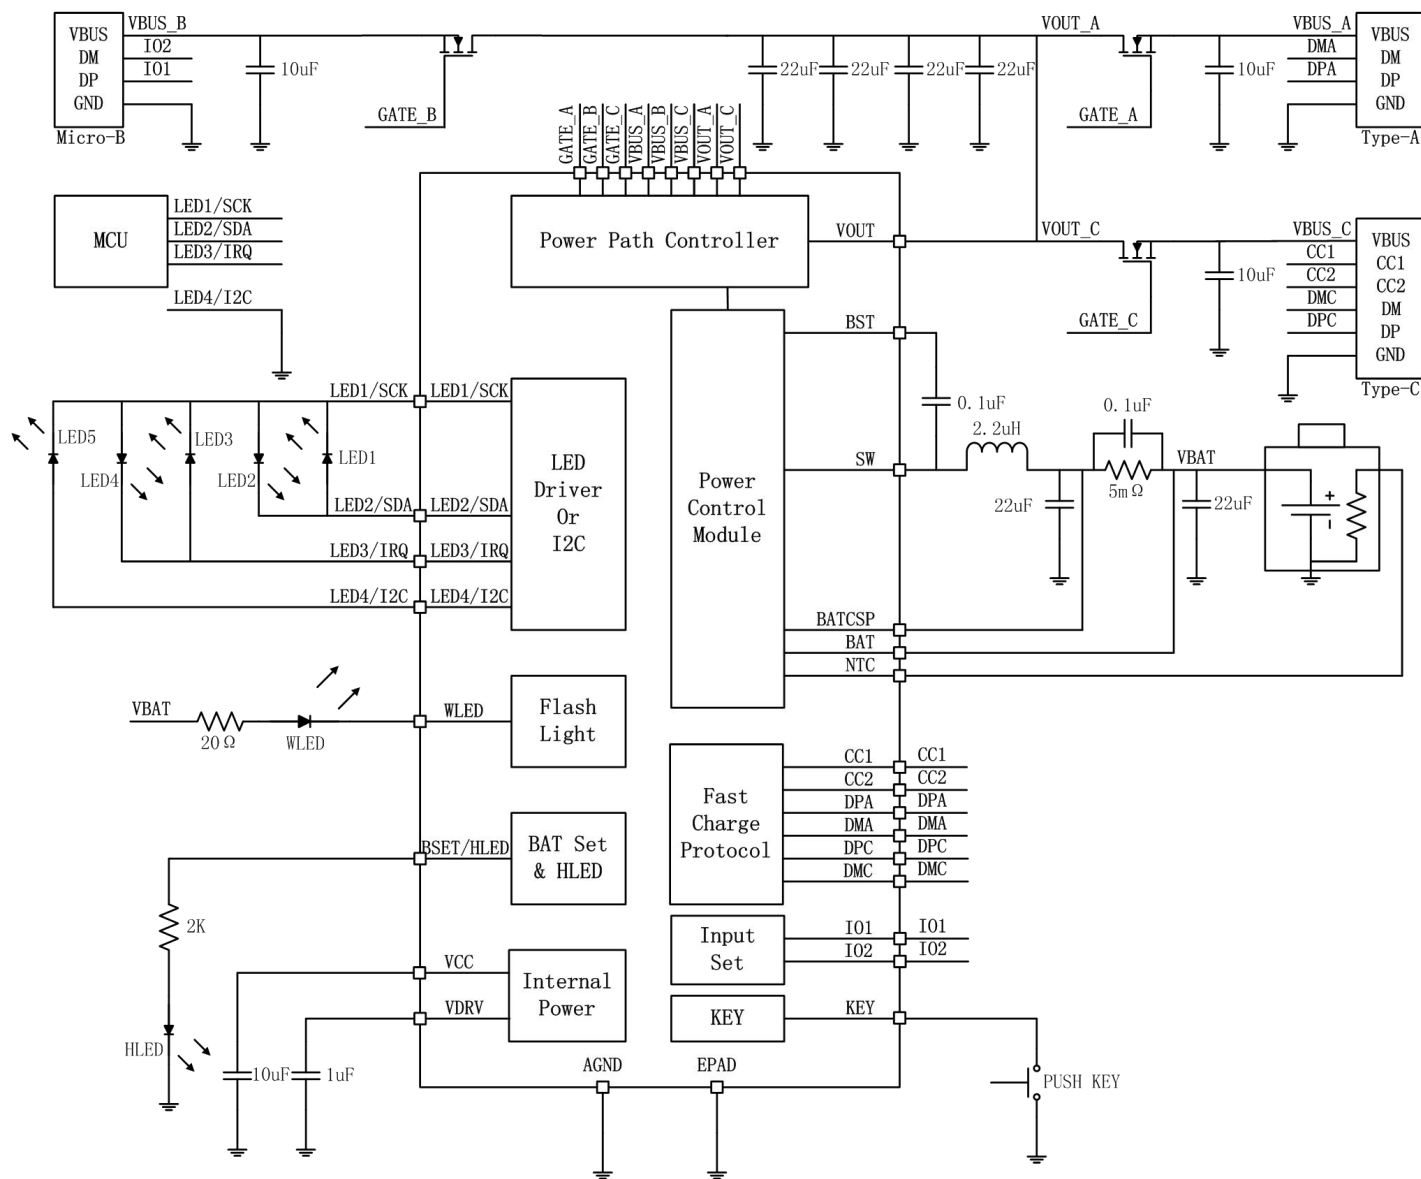 VBUS_B
VBUS
DM
DP
GND
IO2
IO1
Micro-B
10uF
GATE_B
22uF
22uF
22uF
22uF
VOUT_A
VBUS_A
DMA
DPA
VBUS
DM
DP
GND
Type-A
10uF
GATE_A
GATE_A
GATE_B
GATE_C
VBUS_A
VBUS_B
VBUS_C
VOUT_A
VOUT_C
MCU
LED1/SCK
LED2/SDA
LED3/IRQ
LED4/I2C
Power Path Controller
VOUT
VOUT_C
VBUS_C
CC1
CC2
DMC
DPC
VBUS
CC1
CC2
DM
DP
GND
Type-C
10uF
GATE_C
BST
0.1uF
2.2uH
SW
0.1uF
5mΩ
22uF
VBAT
22uF
+
-
Power
Control
Module
BATCSP
BAT
NTC
LED1/SCK
LED1/SCK
LED5
LED4
LED3
LED2
LED1
LED2/SDA
LED2/SDA
LED3/IRQ
LED3/IRQ
LED4/I2C
LED4/I2C
LED
Driver
Or
I2C
VBAT
20Ω
WLED
WLED
Flash
Light
Fast
Charge
Protocol
CC1
CC1
CC2
CC2
DPA
DPA
DMA
DMA
DPC
DPC
DMC
DMC
BSET/HLED
BAT Set
& HLED
2K
HLED
Input
Set
IO1
IO1
IO2
IO2
VCC
VDRV
Internal
Power
10uF
1uF
KEY
KEY
PUSH KEY
AGND
EPAD